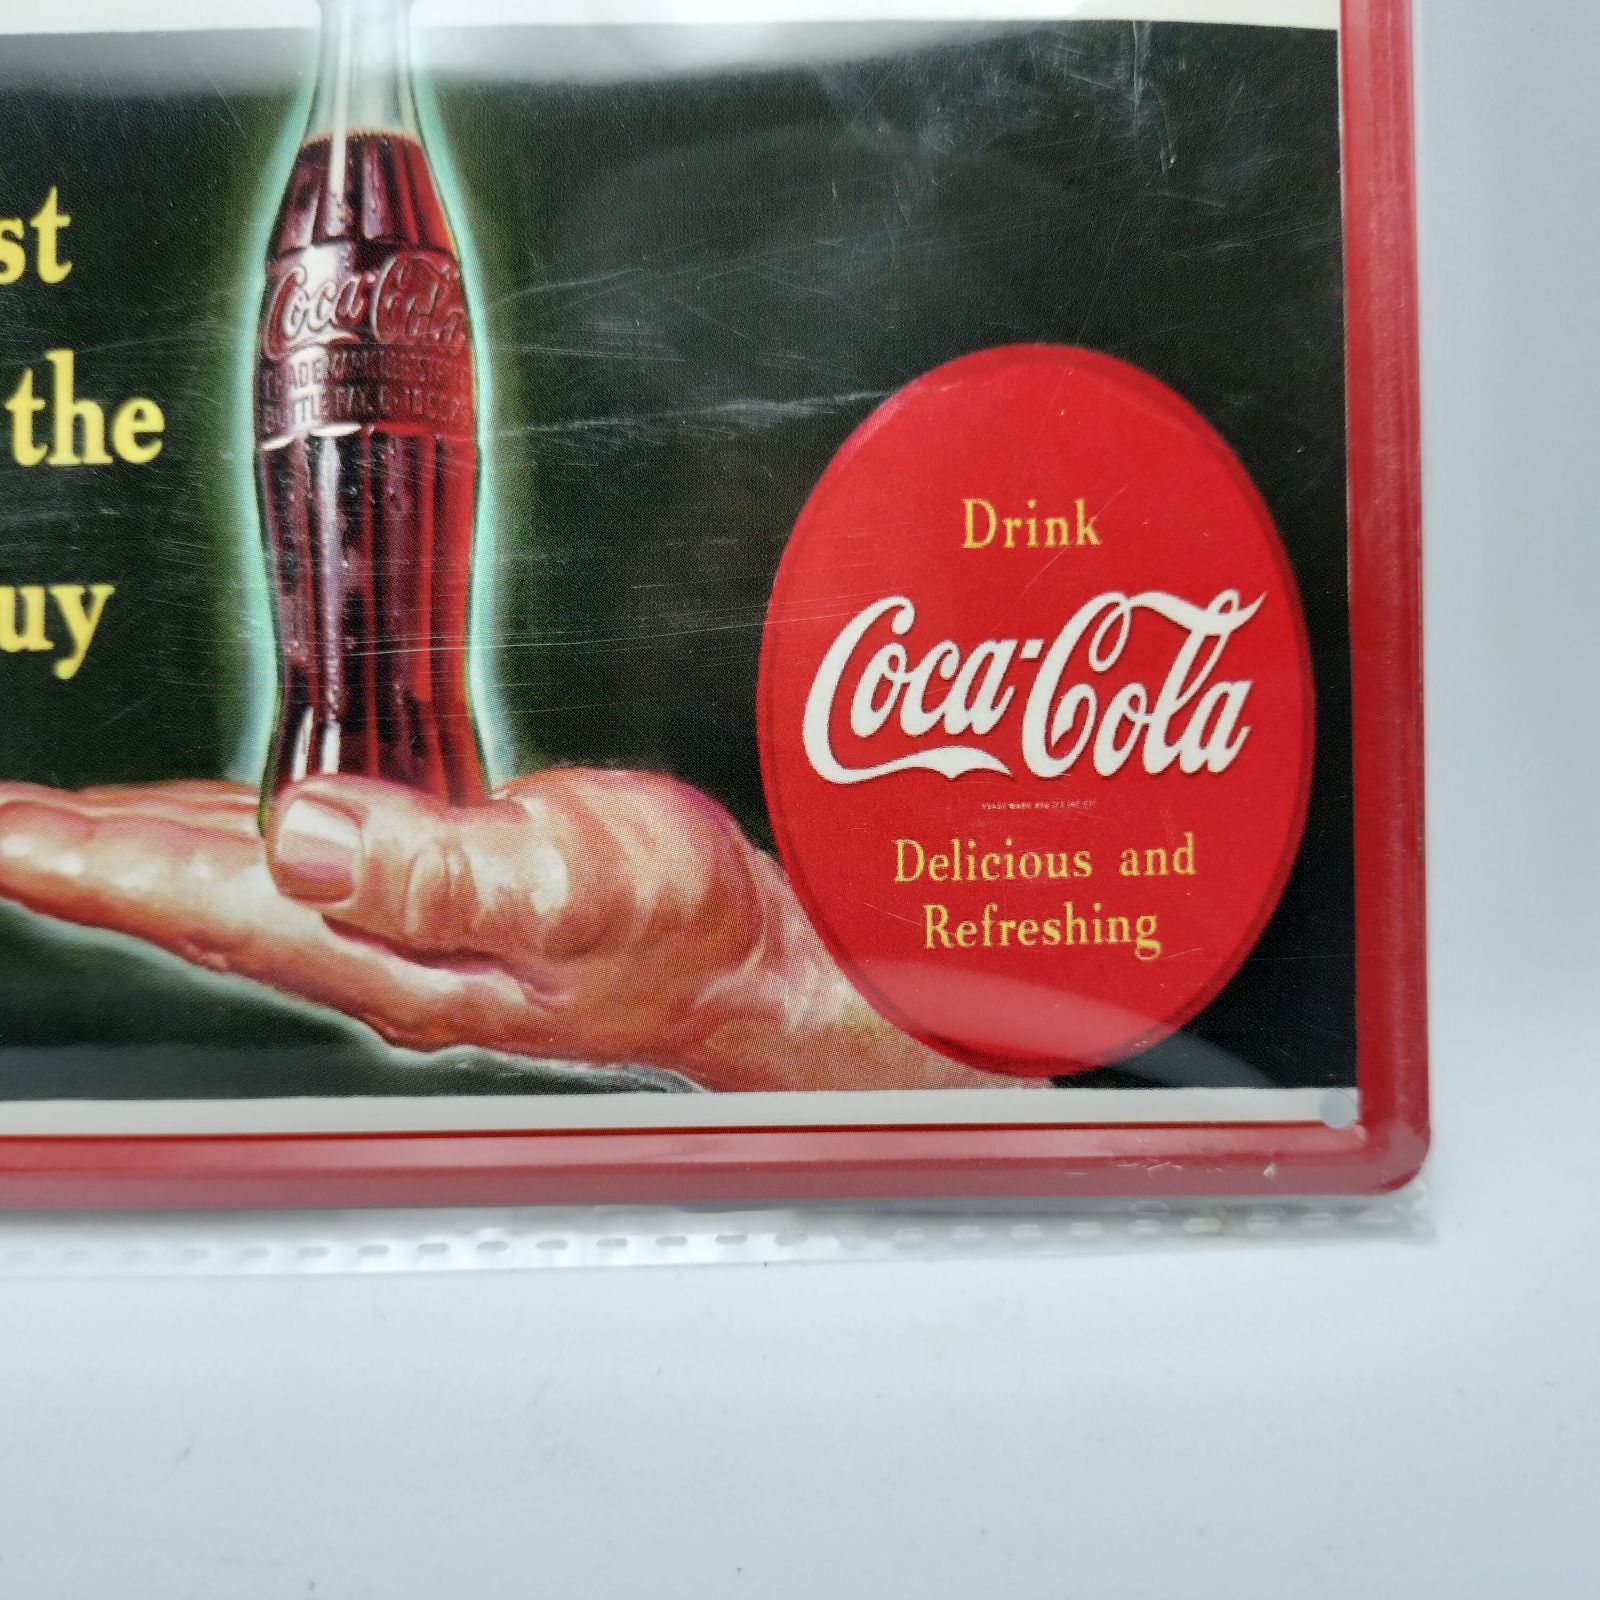 st
the
uy
Coca-Cola
Drink
Coca-Cola
Delicious and
Refreshing